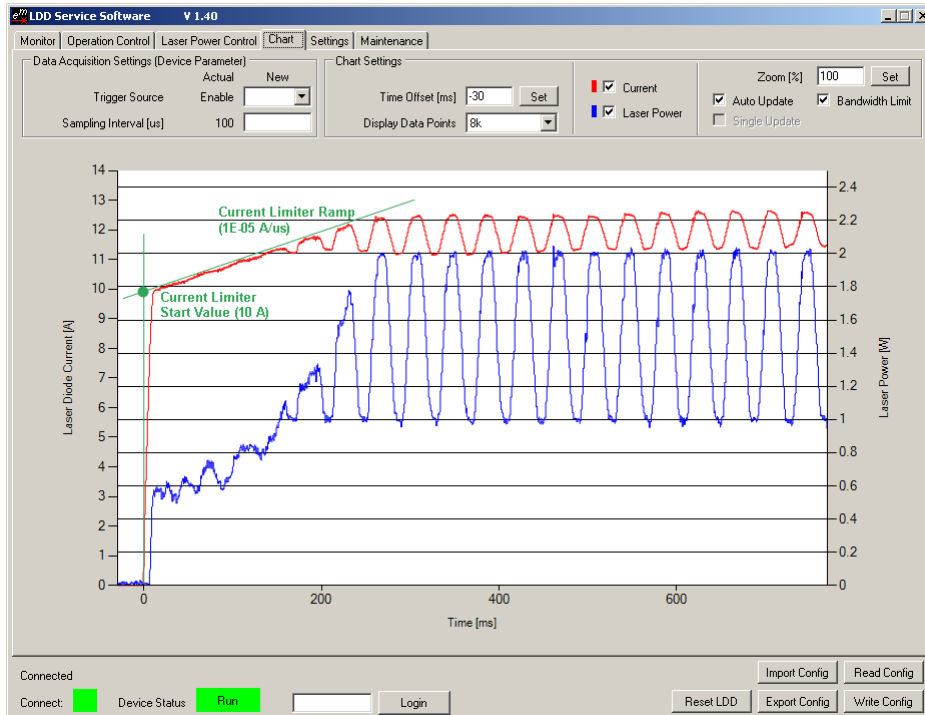 em LDD Service Software V 1.40
Monitor Operation Control Laser Power Control Chart Settings Maintenance
Data Acquisition Settings (Device Parameter)
Actual New
Trigger Source Enable
Sampling Interval [us] 100
Chart Settings
Time Offset [ms] -30 Set
Display Data Points 8k
Current
Laser Power
Zoom [%] 100 Set
Auto Update Bandwidth Limit
Single Update
14
13
12
11
10
9
8
7
6
5
4
3
2
1
0
Laser Diode Current [A]
Current Limiter Ramp
(1E-05 A/us)
Current Limiter
Start Value (10 A)
2.4
2.2
2
1.8
1.6
1.4
1.2
1
0.8
0.6
0.4
0.2
0
Laser Power [W]
0 200 400 600
Time [ms]
Connected
Connect: Device Status Run Login
Import Config Read Config
Reset LDD Export Config Write Config